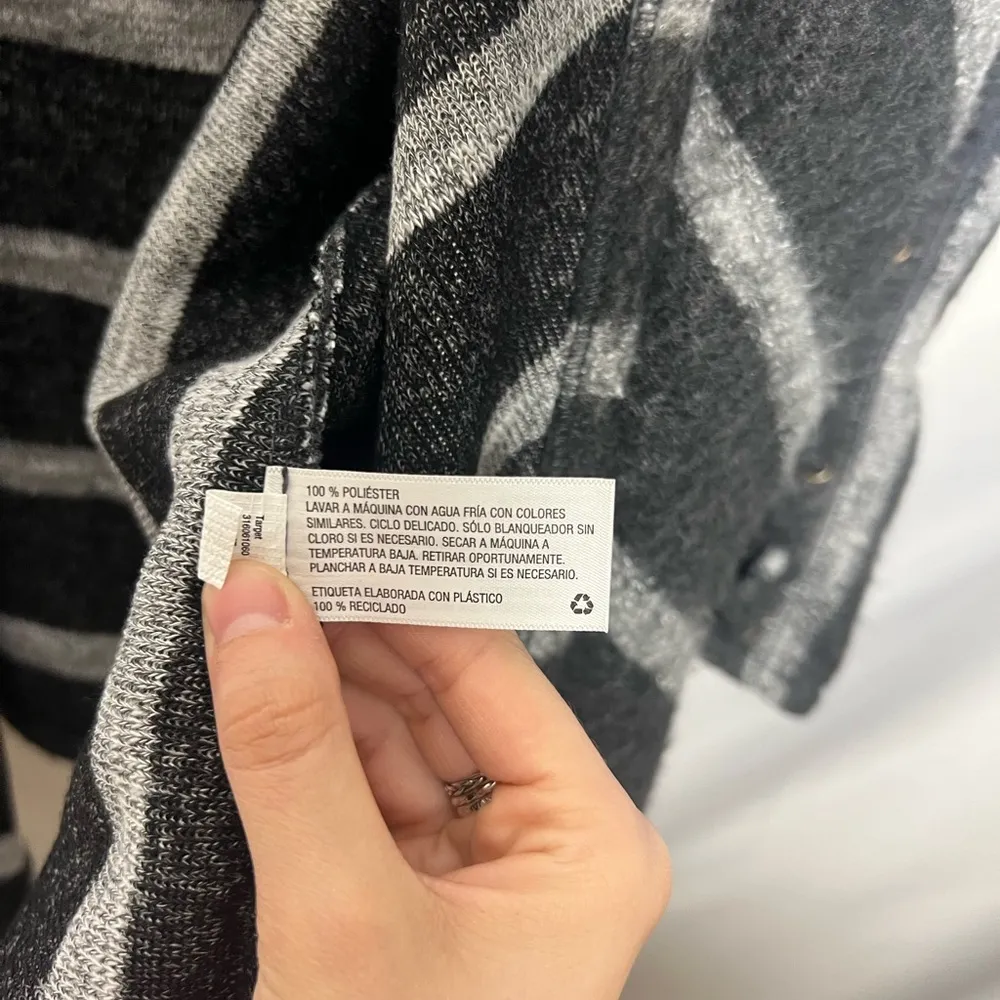 100 % POLIÉSTER
LAVAR A MÁQUINA CON AGUA FRÍA CON COLORES
SIMILARES. CICLO DELICADO. SÓLO BLANQUEADOR SIN
CLORO SI ES NECESARIO. SECAR A MÁQUINA A
TEMPERATURA BAJA. RETIRAR OPORTUNAMENTE.
PLANCHAR A BAJA TEMPERATURA SI ES NECESARIO.
ETIQUETA ELABORADA CON PLÁSTICO
100 % RECICLADO
Target
316081060